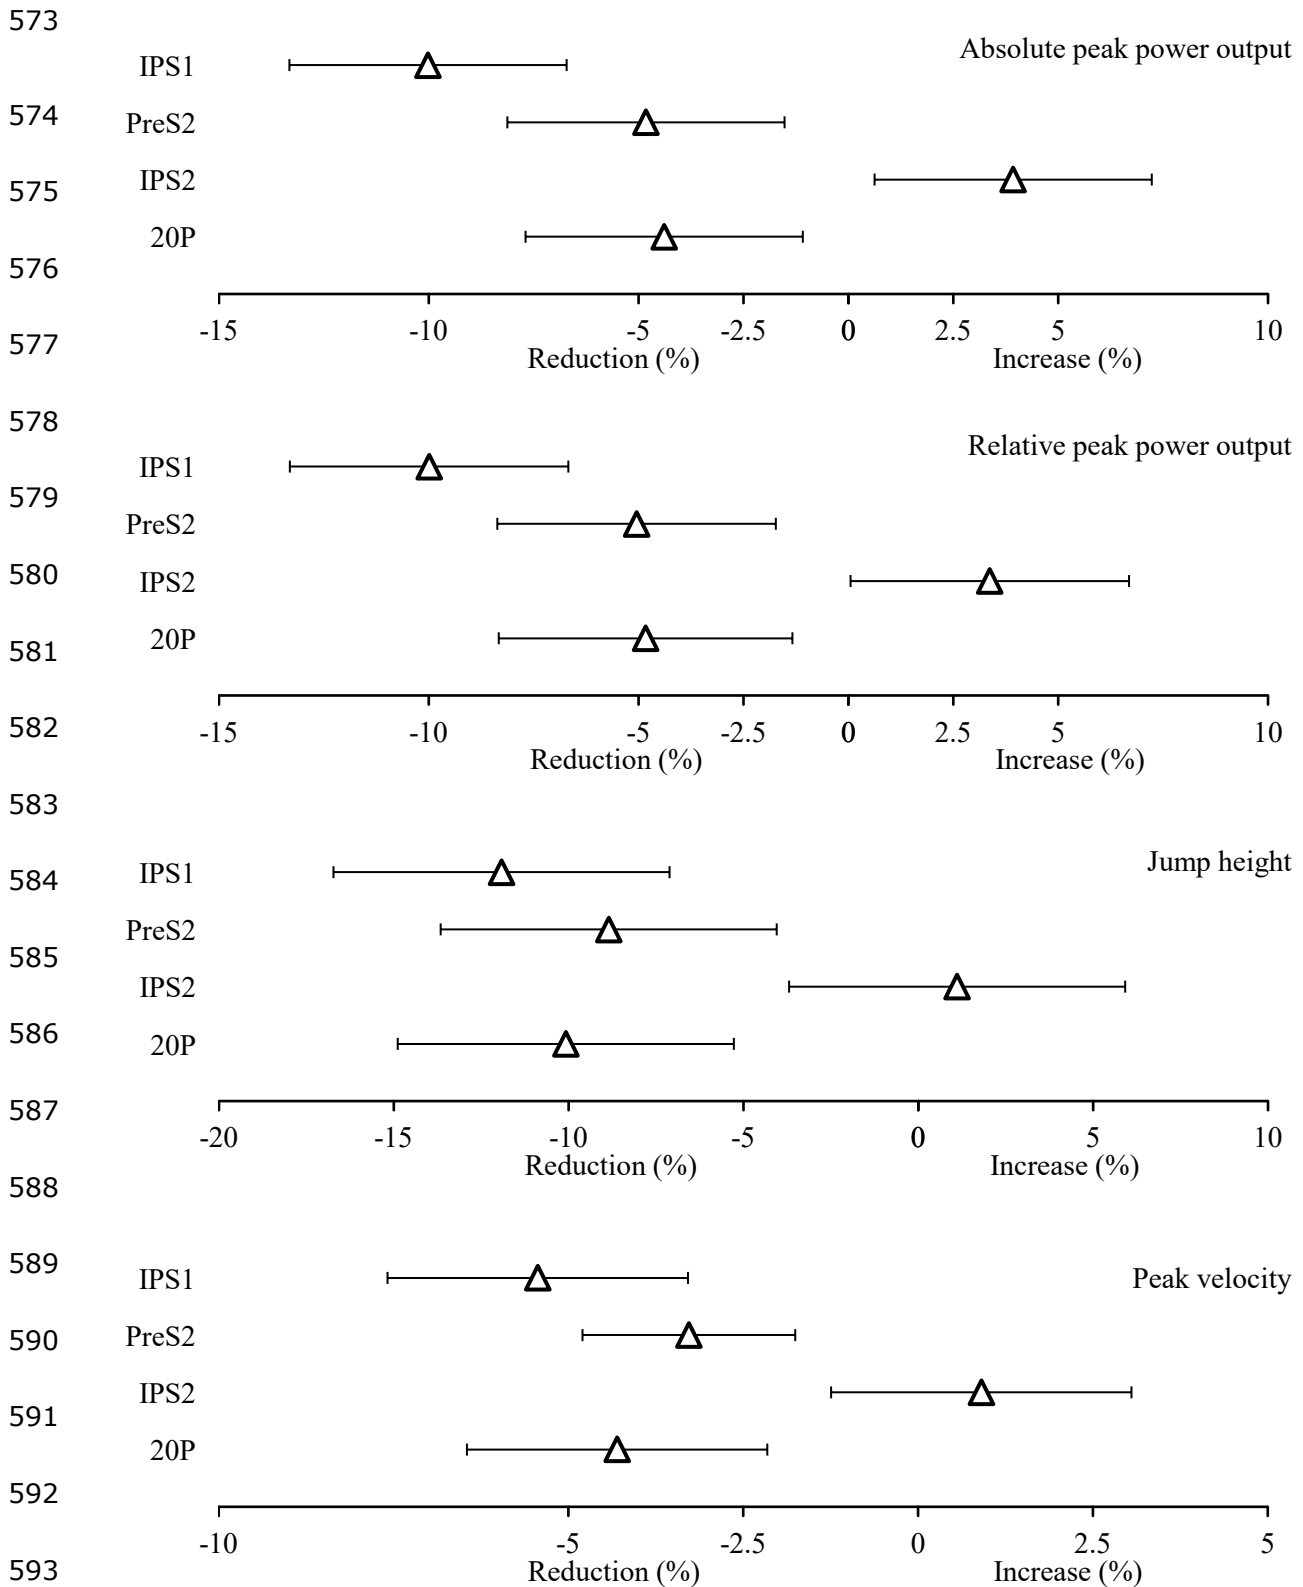 573
Absolute peak power output
IPS1
574 PreS2
575 IPS2
20P
576
-15 -10 -5 -2.5 0 2.5 5 10
577
Reduction (%) Increase (%)
578
Relative peak power output
IPS1
579
PreS2
580 IPS2
581 20P
582 -15 -10 -5 -2.5 0 2.5 5 10
Reduction (%) Increase (%)
583
Jump height
584 IPS1
PreS2
585
IPS2
586 20P
587
-20 -15 -10 -5 0 5 10
Reduction (%) Increase (%)
588
589
IPS1 Peak velocity
590 PreS2
IPS2
591
20P
592
-10 -5 -2.5 0 2.5 5
593 Reduction (%) Increase (%)